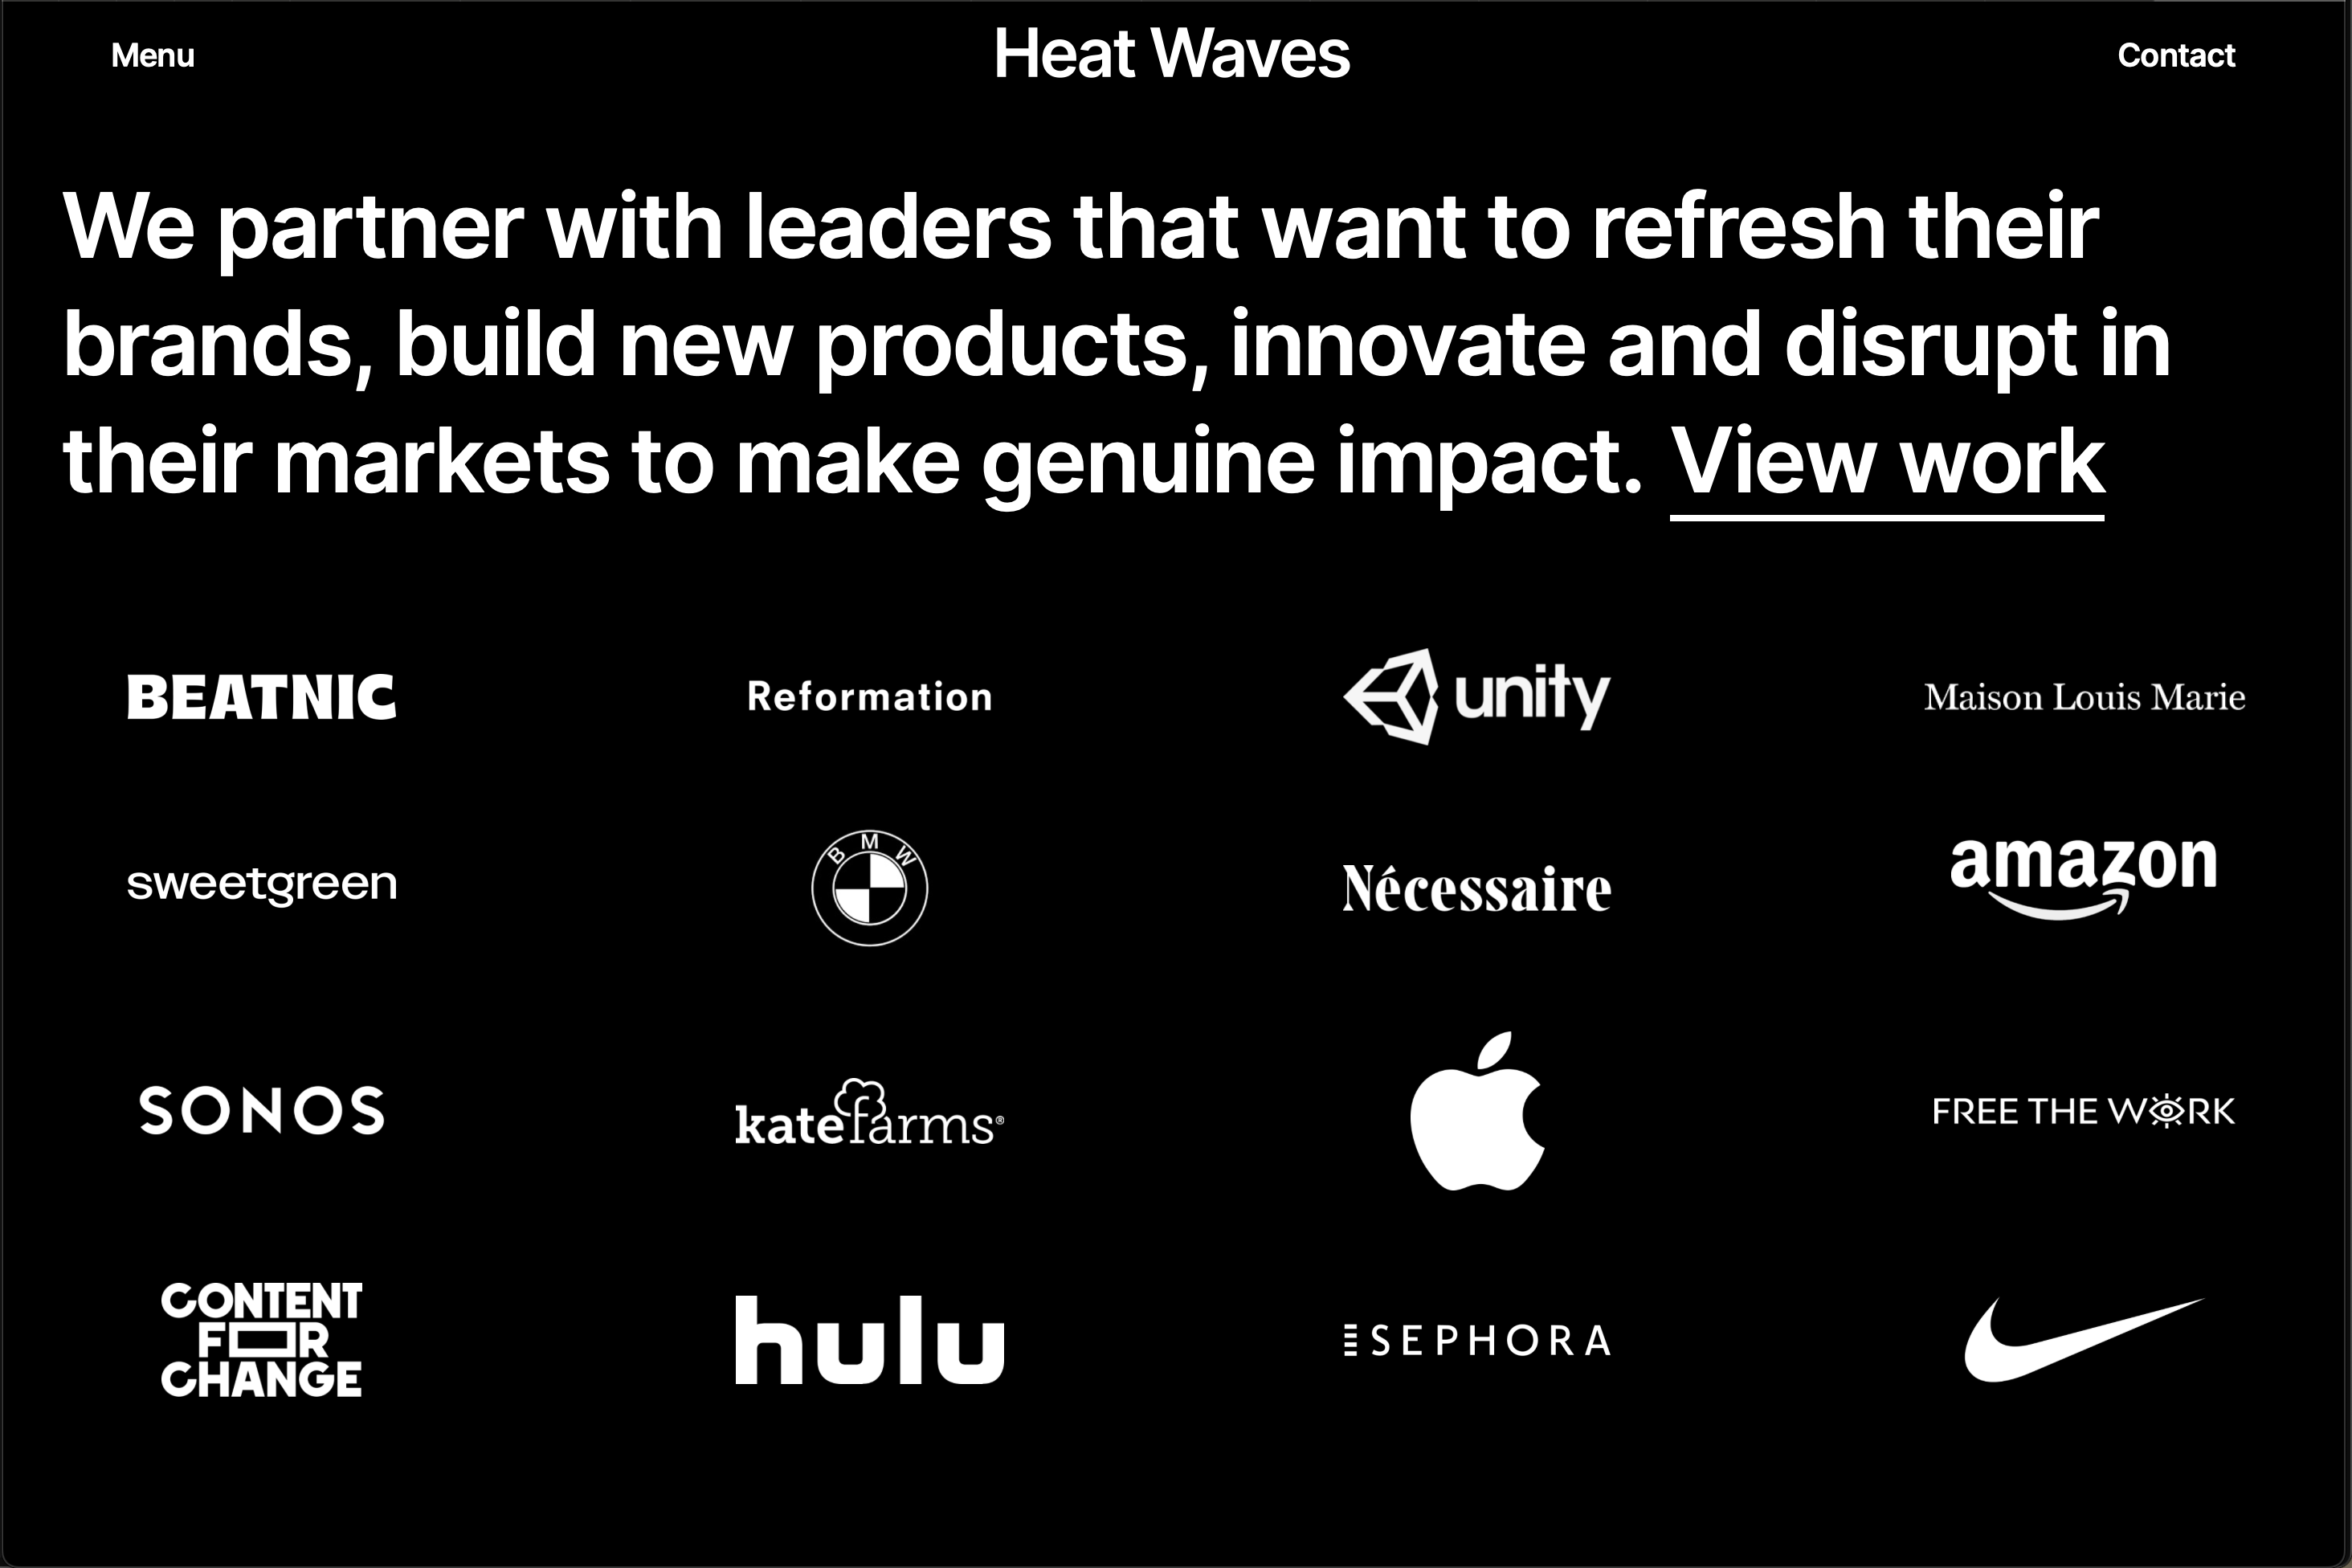 Menu
Heat Waves
Contact
We partner with leaders that want to refresh their
brands, build new products, innovate and disrupt in
their markets to make genuine impact. View work
BEATNIC
Reformation
unity
Maison Louis Marie
sweetgreen
BMW
Nécessaire
amazon
SONOS
katefarms®
FREE THE WORK
CONTENT
FOR
CHANGE
hulu
SEPHORA